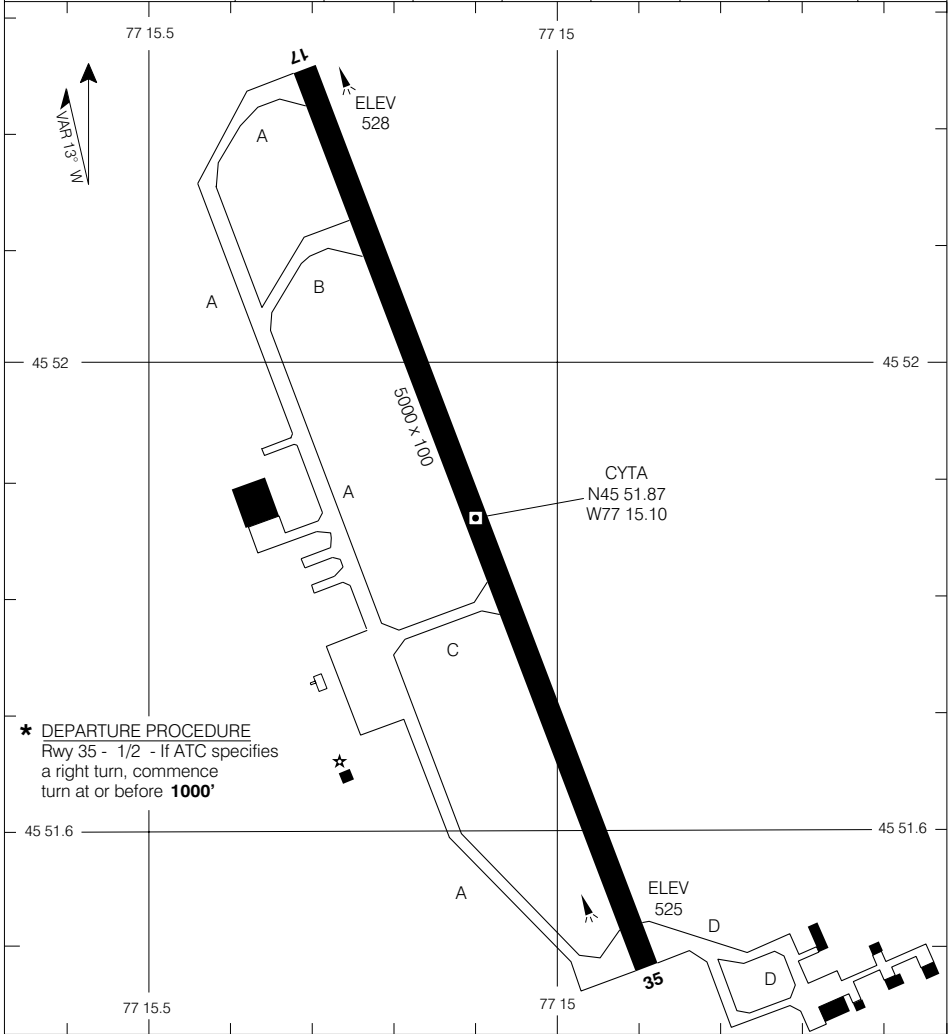 77 15.5
77 15
17
ELEV
528
VAR 13° W
A
A
B
45 52
45 52
5000 x 100
CYTA
N45 51.87
W77 15.10
A
C
* DEPARTURE PROCEDURE
Rwy 35 - 1/2 - If ATC specifies
a right turn, commence
turn at or before 1000'
45 51.6
45 51.6
A
ELEV
525
D
D
35
77 15.5
77 15